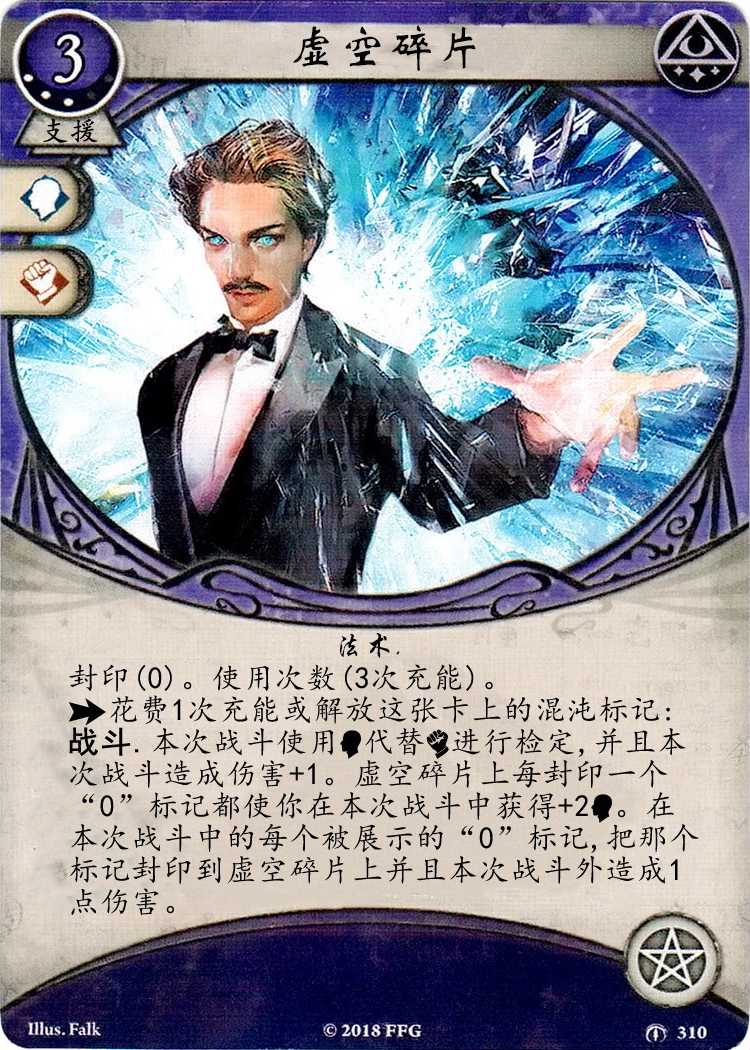 3
虚空碎片
支援
法术.
封印(0)。使用次数(3次充能)。
花费1次充能或解放这张卡上的混沌标记:
战斗.本次战斗使用代替进行检定,并且本
次战斗造成伤害+1。虚空碎片上每封印一个
“0”标记都使你在本次战斗中获得+2。在
本次战斗中的每个被展示的“0”标记,把那个
标记封印到虚空碎片上并且本次战斗外造成1
点伤害。
Illus. Falk
© 2018 FFG
310